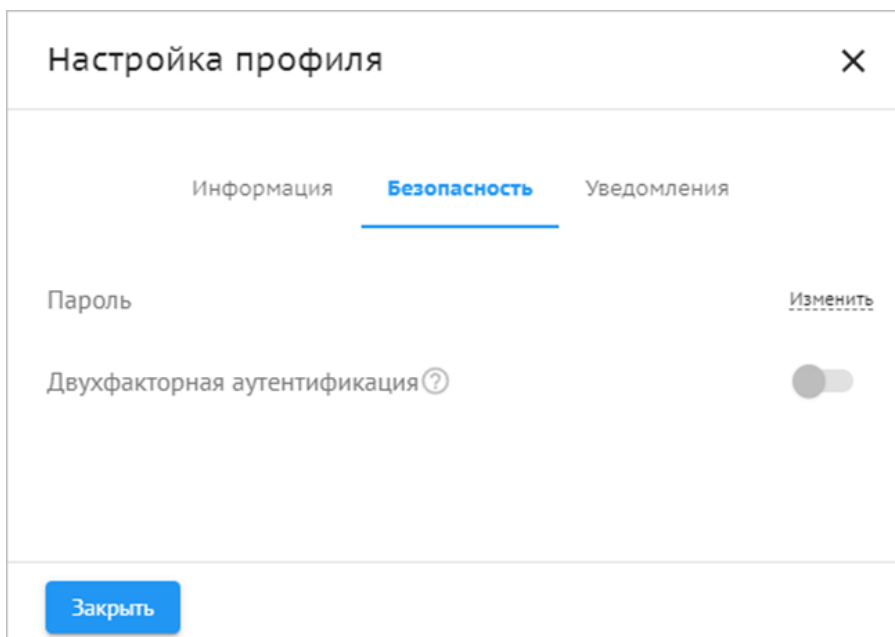 Настройка профиля
Информация Безопасность Уведомления
Пароль Изменить
Двухфакторная аутентификация ?
Закрыть